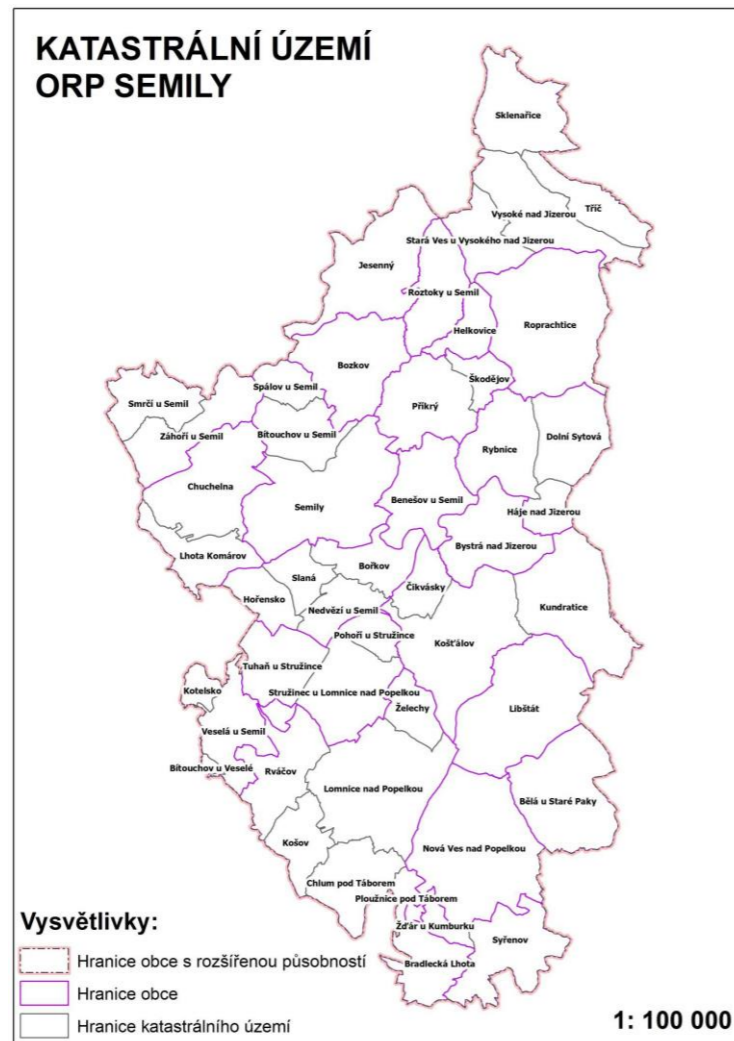 KATASTRÁLNÍ ÚZEMÍ
ORP SEMILY
Sklenařice
Tříč
Vysoké nad Jizerou
Stará Ves u Vysokého nad Jizerou
Jesenný
Roztoky u Semil
Roprachtice
Helkovice
Bozkov
Škodějov
Spálov u Semil
Smrčí u Semil
Příkrý
Záhoří u Semil
Bítouchov u Semil
Dolní Sytová
Rybnice
Chuchelna
Benešov u Semil
Semily
Háje nad Jizerou
Bystrá nad Jizerou
Lhota Komárov
Bořkov
Slaná
Čikvásky
Hořensko
Nedvězí u Semil
Kundratice
Pohoří u Stružince
Košťálov
Tuhaň u Stružince
Kotelsko
Stružinec u Lomnice nad Popelkou
Želechy
Libštát
Veselá u Semil
Bítouchov u Veselé
Rváčov
Lomnice nad Popelkou
Bělá u Staré Paky
Košov
Nová Ves nad Popelkou
Chlum pod Táborem
Ploužnice pod Táborem
Žďár u Kumburku
Syřenov
Bradlecká Lhota
Vysvětlivky:
Hranice obce s rozšířenou působností
Hranice obce
Hranice katastrálního území
1: 100 000